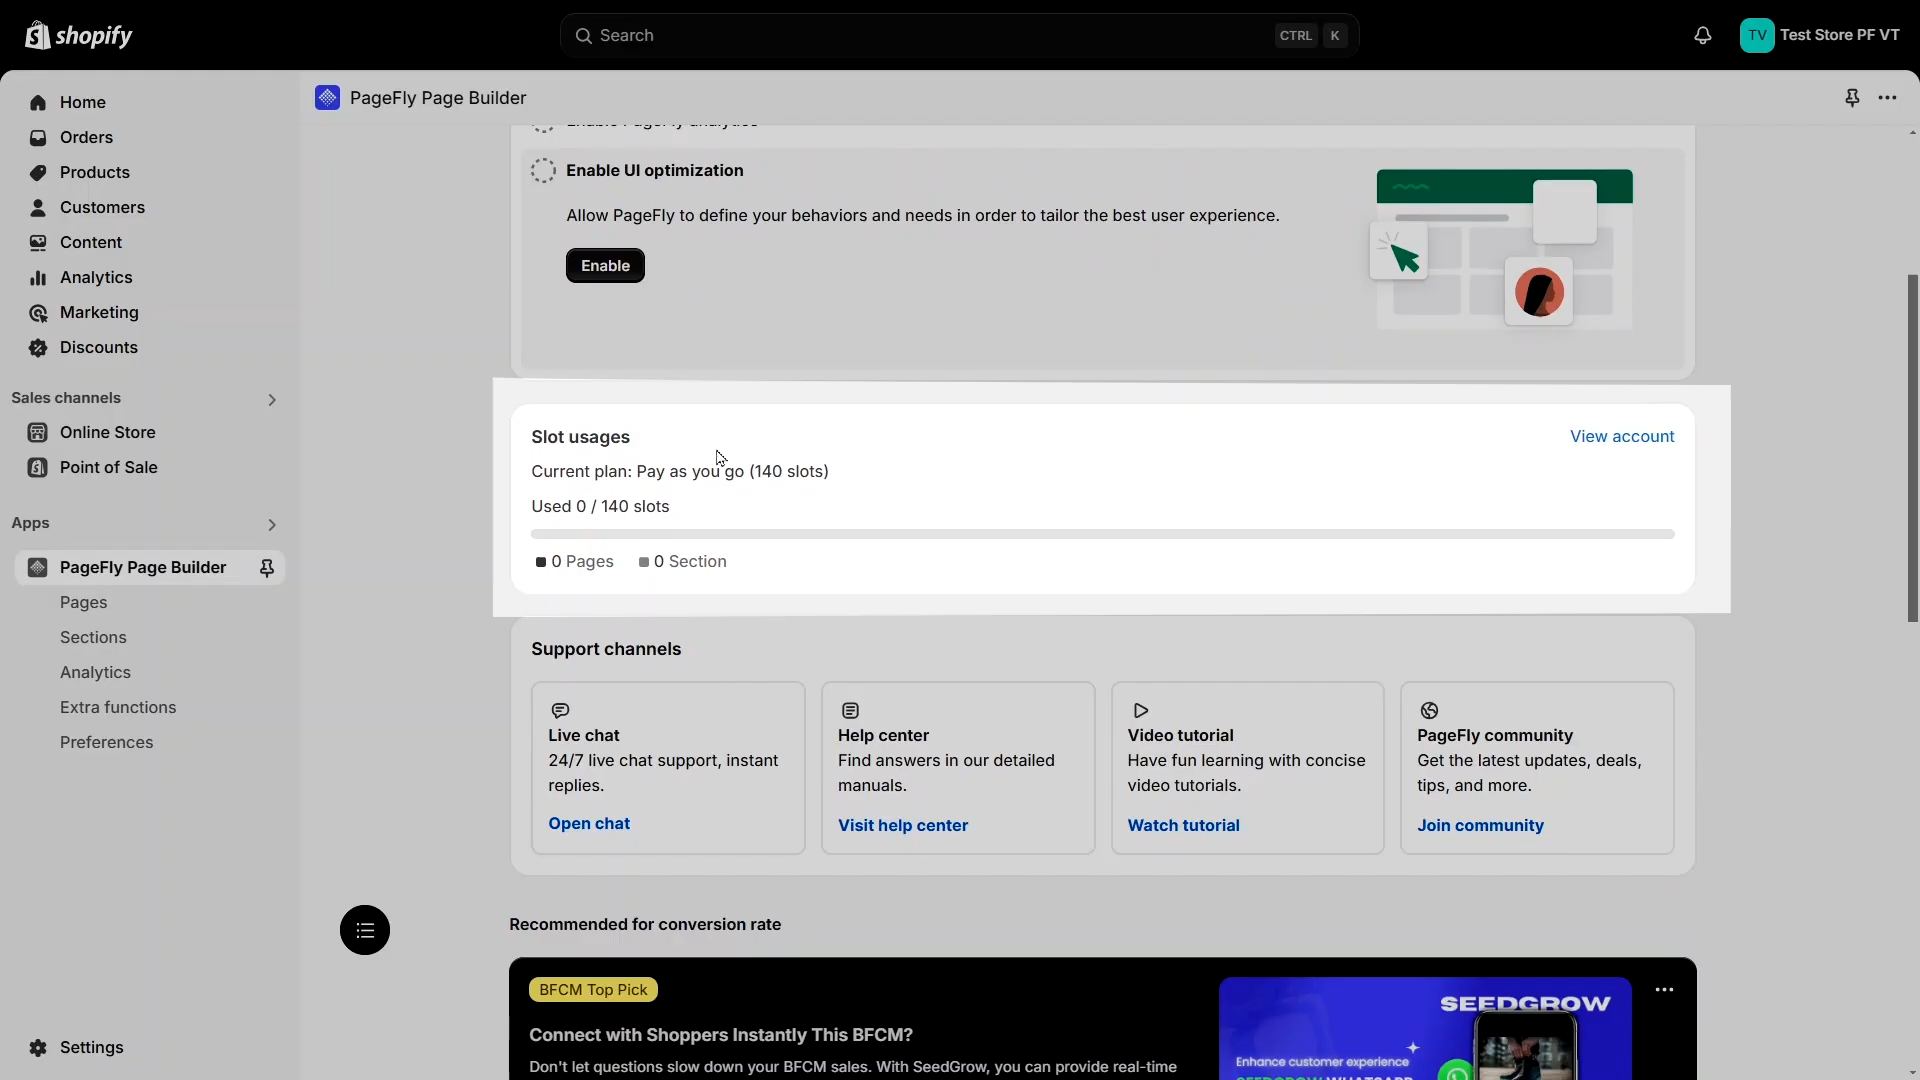 shopify
Search
CTRL K
TV Test Store PF VT
Home
Orders
Products
Customers
Content
Analytics
Marketing
Discounts
Sales channels
Online Store
Point of Sale
Apps
PageFly Page Builder
Pages
Sections
Analytics
Extra functions
Preferences
Settings
PageFly Page Builder
Enable PageFly analytics
Enable UI optimization
Allow PageFly to define your behaviors and needs in order to tailor the best user experience.
Enable
Slot usages
View account
Current plan: Pay as you go (140 slots)
Used 0 / 140 slots
0 Pages
0 Section
Support channels
Live chat
24/7 live chat support, instant
replies.
Open chat
Help center
Find answers in our detailed
manuals.
Visit help center
Video tutorial
Have fun learning with concise
video tutorials.
Watch tutorial
PageFly community
Get the latest updates, deals,
tips, and more.
Join community
Recommended for conversion rate
BFCM Top Pick
Connect with Shoppers Instantly This BFCM?
Don't let questions slow down your BFCM sales. With SeedGrow, you can provide real-time
SEEDGROW
Enhance customer experience
SEEDGROW WHATSAPP